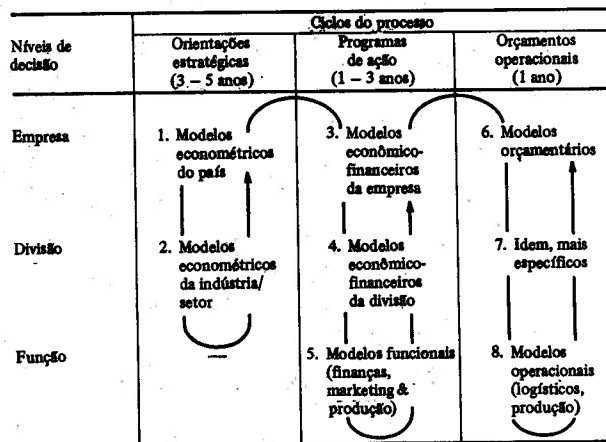 Ciclos do processo
Níveis de
decisão
Orientações
estratégicas
(3 – 5 anos)
Programas
de ação
(1 – 3 anos)
Orçamentos
operacionais
(1 ano)
Empresa
1. Modelos
econométricos
do país
3. Modelos
econômico-
financeiros
da empresa
6. Modelos
orçamentários
Divisão
2. Modelos
econométricos
da indústria/
setor
4. Modelos
econômico-
financeiros
da divisão
7. Idem, mais
específicos
Função
—
5. Modelos funcionais
(finanças,
marketing &
produção)
8. Modelos
operacionais
(logísticos,
produção)